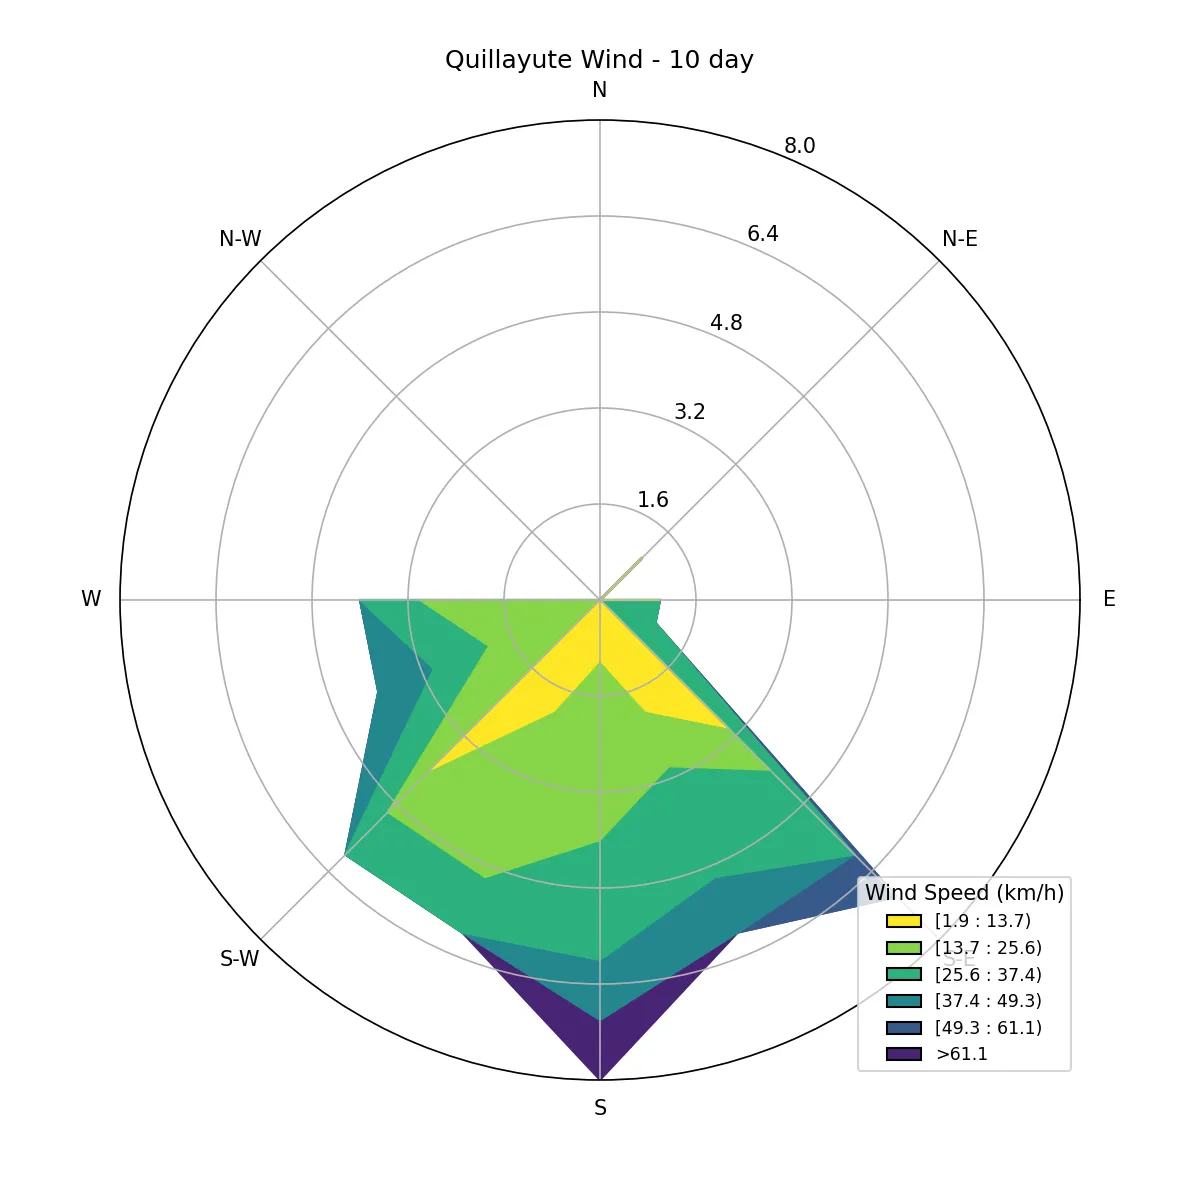 Quillayute Wind - 10 day
N
8.0
N-W
6.4
N-E
4.8
3.2
1.6
W
E
Wind Speed (km/h)
[1.9 : 13.7)
[13.7 : 25.6)
S-W
S-E
[25.6 : 37.4)
[37.4 : 49.3)
[49.3 : 61.1)
>61.1
S